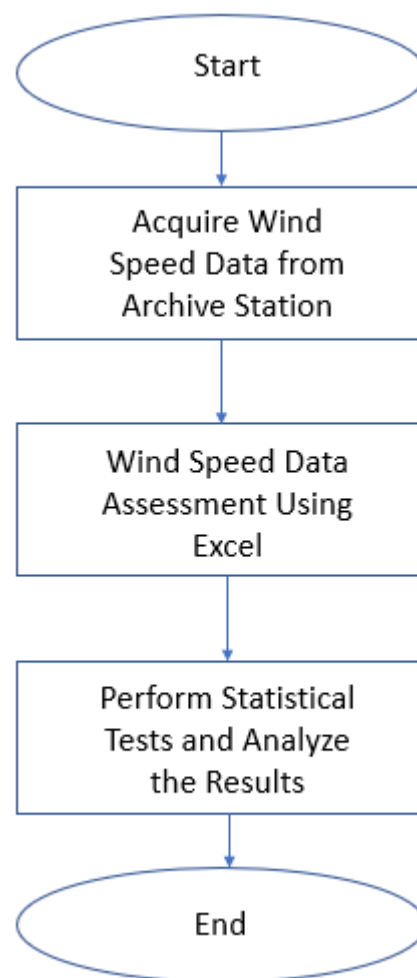 Start
Acquire Wind
Speed Data from
Archive Station
Wind Speed Data
Assessment Using
Excel
Perform Statistical
Tests and Analyze
the Results
End